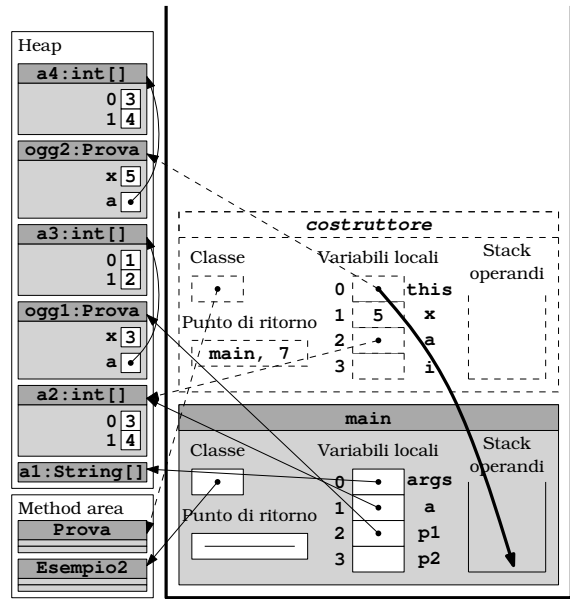 Heap
a4:int[]
0 3
1 4
ogg2:Prova
x 5
a
a3:int[]
0 1
1 2
ogg1:Prova
x 3
a
a2:int[]
0 3
1 4
a1:String[]
Method area
Prova
Esempio2
costruttore
Classe
Punto di ritorno
main, 7
Variabili locali
0 this
1 5 x
2 a
3 i
Stack
operandi
main
Classe
Punto di ritorno
Variabili locali
0 args
1 a
2 p1
3 p2
Stack
operandi